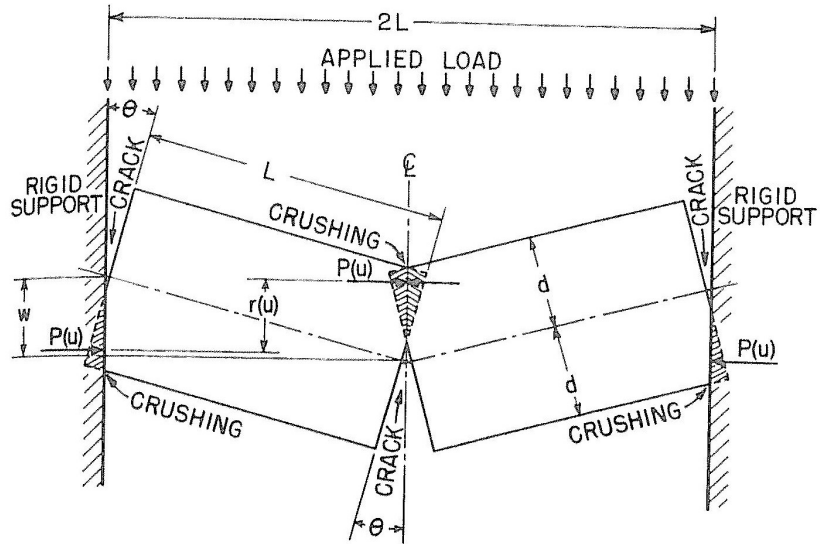 2L
APPLIED LOAD
θ
CRACK
L
℄
CRACK
RIGID
SUPPORT
RIGID
SUPPORT
CRUSHING
P(u)
w
r(u)
d
P(u)
d
P(u)
CRUSHING
CRACK
CRUSHING
θ